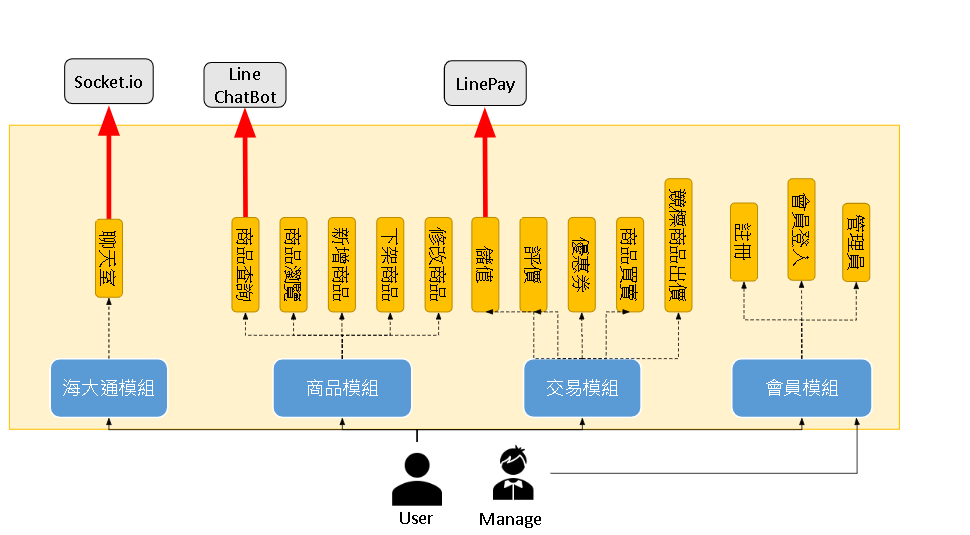 Socket.io
Line
ChatBot
LinePay
聊天室
商品查詢
商品瀏覽
新增商品
下架商品
修改商品
儲值
評價
優惠券
商品買賣
競標商品出價
註冊
會員登入
管理員
海大通模組
商品模組
交易模組
會員模組
User
Manage